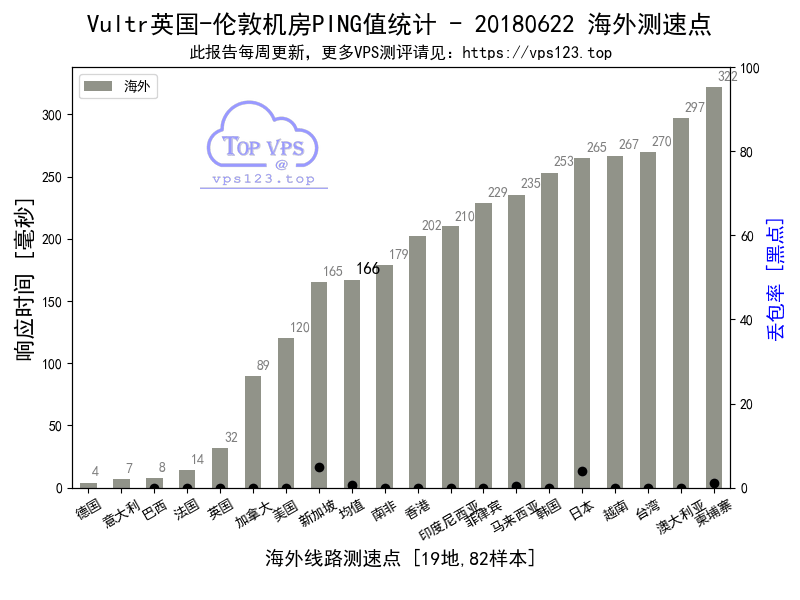 Vultr英国-伦敦机房PING值统计 - 20180622 海外测速点
此报告每周更新, 更多VPS测评请见: https://vps123.top
海外
TOP VPS
@
vps123.top
响应时间 [毫秒]
300
250
200
150
100
50
0
4
7
8
14
32
89
120
165
166
179
202
210
229
235
253
265
267
270
297
322
100
80
60
40
20
0
丢包率 [黑点]
德国
意大利
巴西
法国
英国
加拿大
美国
新加坡
均值
南非
香港
印度尼西亚
菲律宾
马来西亚
韩国
日本
越南
台湾
澳大利亚
柬埔寨
海外线路测速点 [19地,82样本]